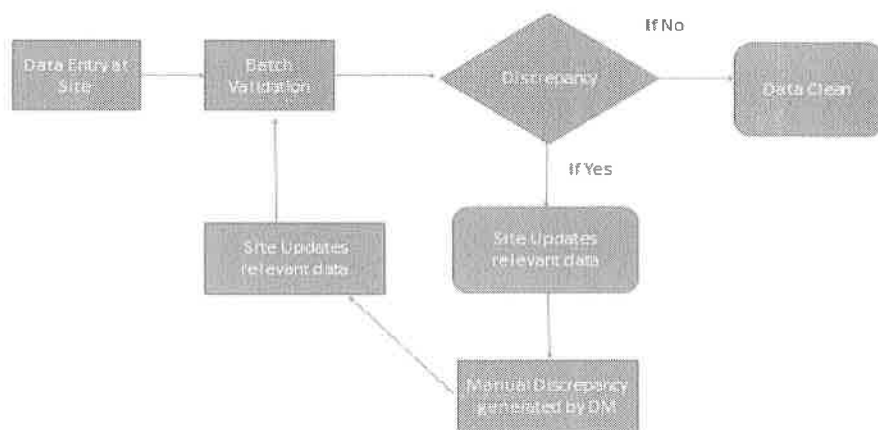 If No
Data Entry at
Site
Batch
Validation
Discrepancy
Data Clean
If Yes
Site Updates
relevant data
Site Updates
relevant data
Manual Discrepancy
generated by DM